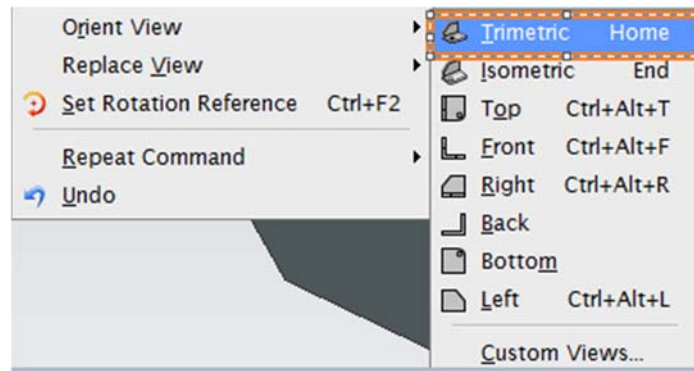 Orient View
Replace View
Set Rotation Reference Ctrl+F2
Repeat Command
Undo
Trimetric Home
Isometric End
Top Ctrl+Alt+T
Front Ctrl+Alt+F
Right Ctrl+Alt+R
Back
Bottom
Left Ctrl+Alt+L
Custom Views...